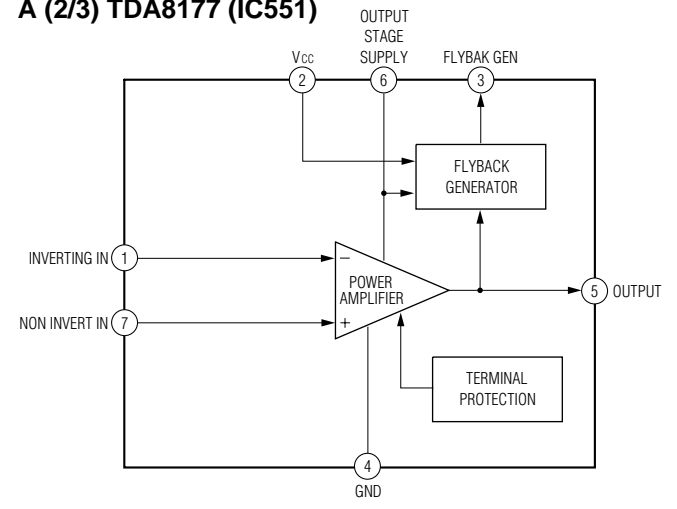 A (2/3) TDA8177 (IC551)
OUTPUT
STAGE
SUPPLY
Vcc
FLYBAK GEN
2
6
3
FLYBACK
GENERATOR
INVERTING IN
1
−
POWER
AMPLIFIER
5
OUTPUT
NON INVERT IN
7
+
TERMINAL
PROTECTION
4
GND